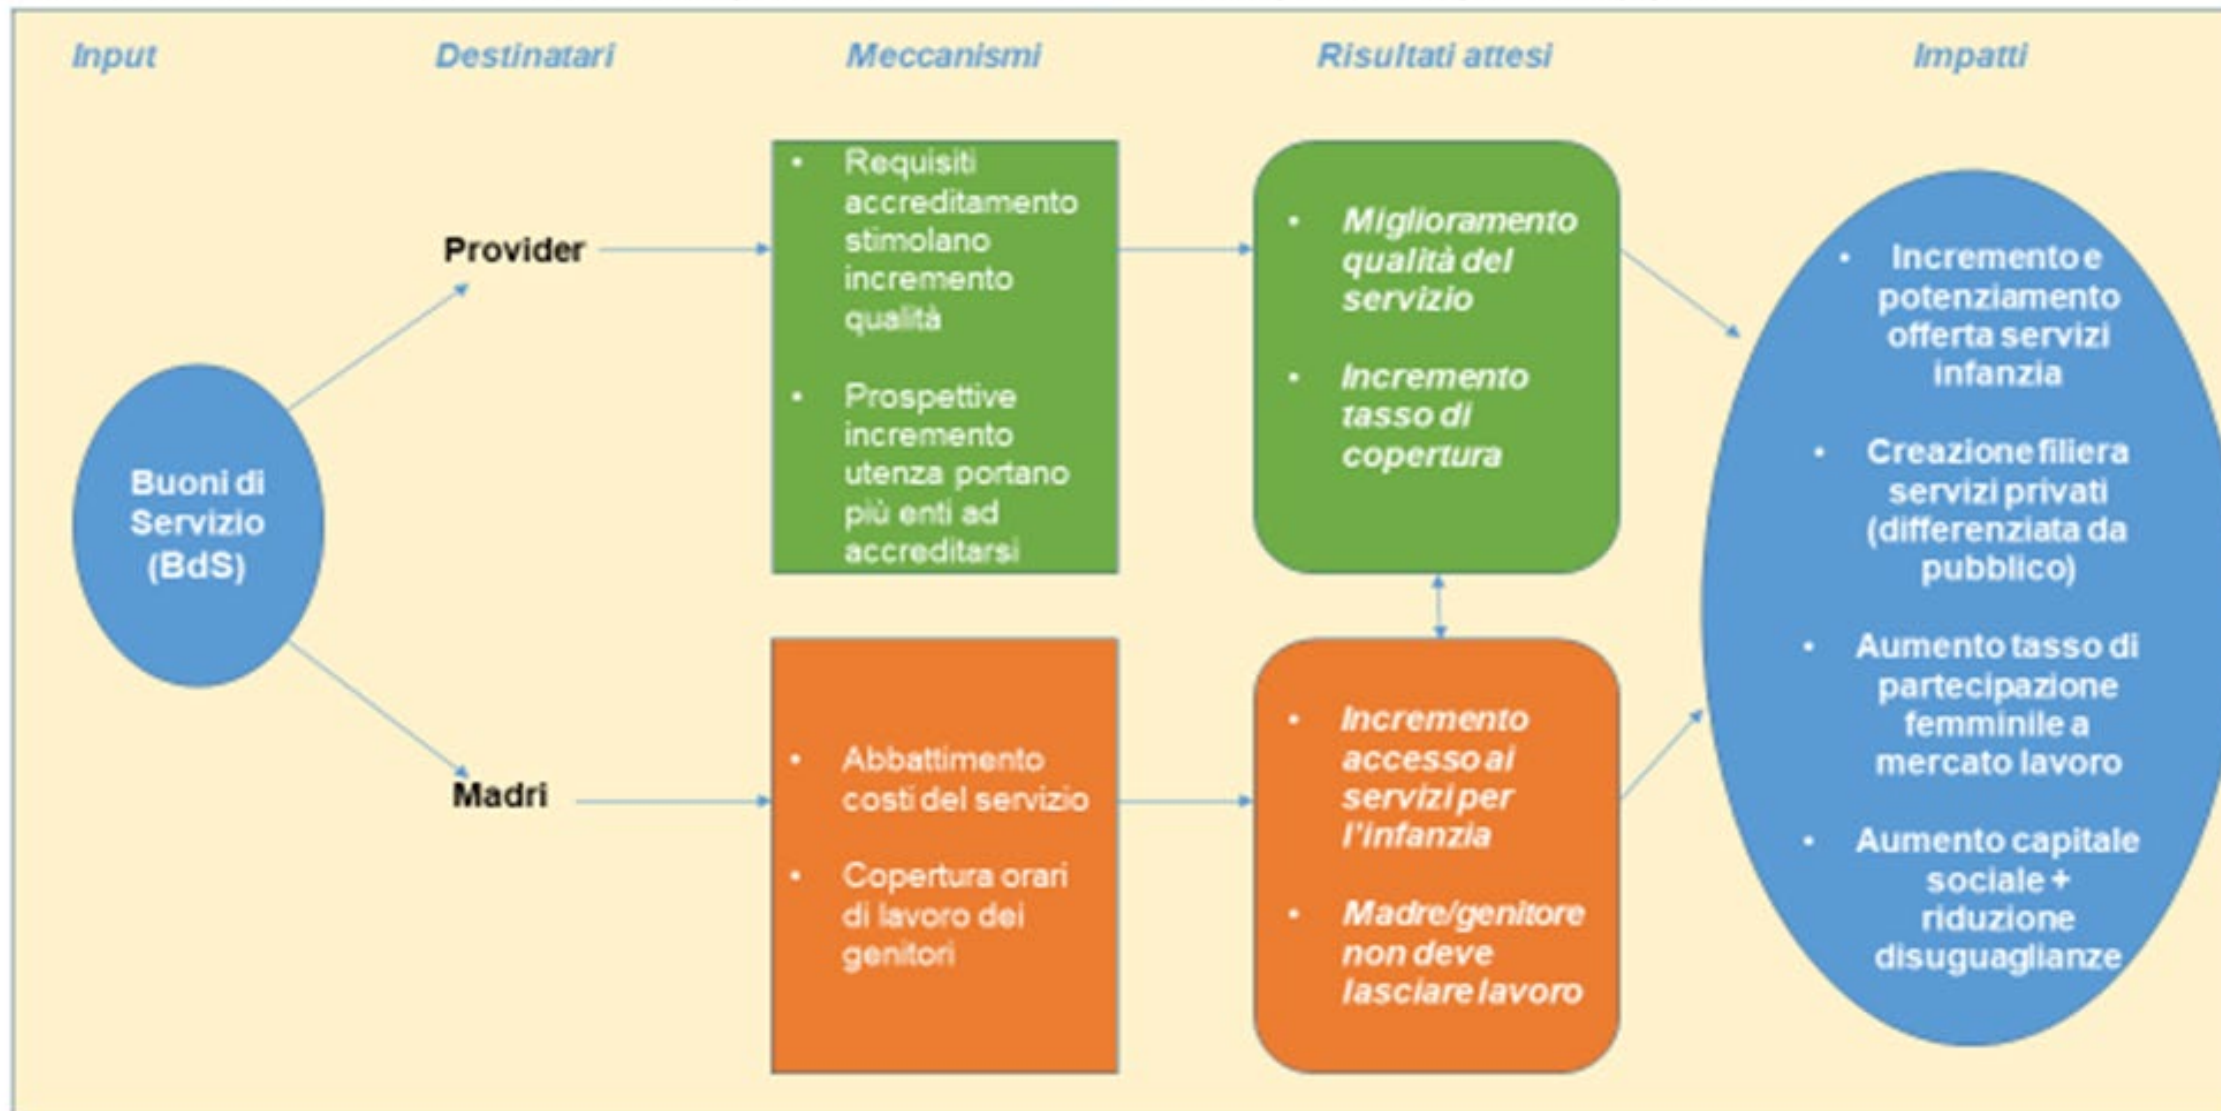 Input
Destinatari
Meccanismi
Risultati attesi
Impatti
Buoni di
Servizio
(BdS)
Provider
• Requisiti
accreditamento
stimolano
incremento
qualità
• Prospettive
incremento
utenza portano
più enti ad
accreditarsi
• Miglioramento
qualità del
servizio
• Incremento
tasso di
copertura
Madri
• Abbattimento
costi del servizio
• Copertura orari
di lavoro dei
genitori
• Incremento
accesso ai
servizi per
l'infanzia
• Madre/genitore
non deve
lasciare lavoro
• Incremento e
potenziamento
offerta servizi
infanzia
• Creazione filiera
servizi privati
(differenziata da
pubblico)
• Aumento tasso di
partecipazione
femminile a
mercato lavoro
• Aumento capitale
sociale +
riduzione
disuguaglianze